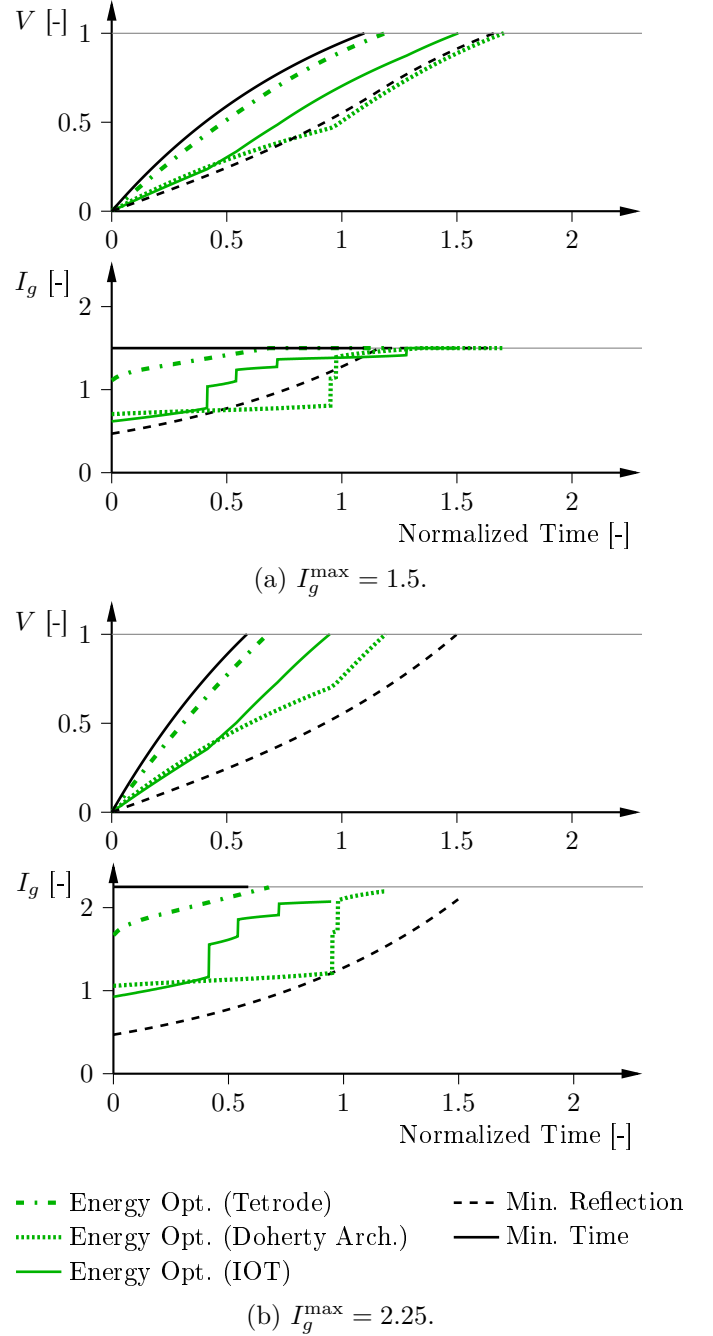 V [-]
1
0.5
0
0 0.5 1 1.5 2
I_g [-]
2
1
0
0 0.5 1 1.5 2
Normalized Time [-]
(a) I_g^max = 1.5.
V [-]
1
0.5
0
0 0.5 1 1.5 2
I_g [-]
2
1
0
0 0.5 1 1.5 2
Normalized Time [-]
Energy Opt. (Tetrode)
Energy Opt. (Doherty Arch.)
Energy Opt. (IOT)
Min. Reflection
Min. Time
(b) I_g^max = 2.25.